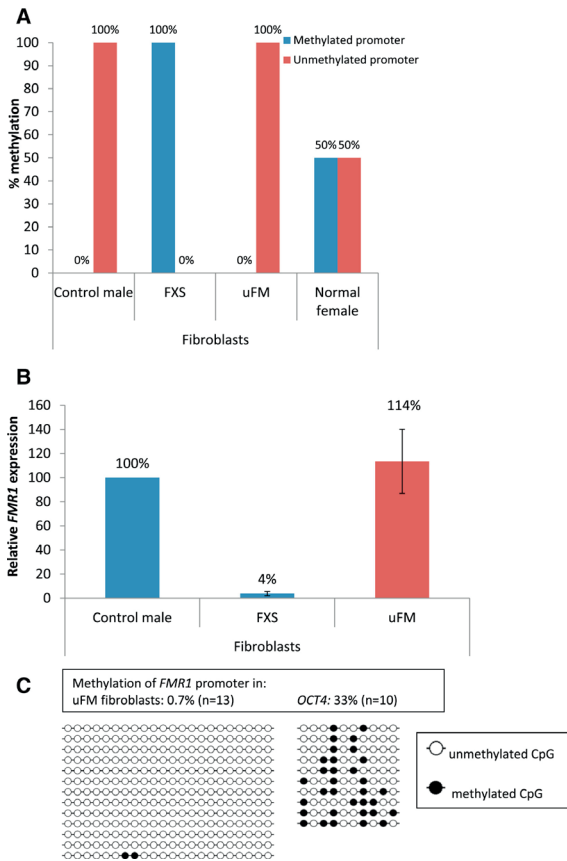 A
100% 100% 100%
Methylated promoter
Unmethylated promoter
100
90
80
70
60
50
40
30
20
10
0
% methylation
50% 50%
0% 0% 0%
Control male FXS uFM Normal female
Fibroblasts
B
160
140
120
100
80
60
40
20
0
Relative FMR1 expression
114%
100%
4%
Control male FXS uFM
Fibroblasts
C
Methylation of FMR1 promoter in:
uFM fibroblasts: 0.7% (n=13) OCT4: 33% (n=10)
unmethylated CpG
methylated CpG